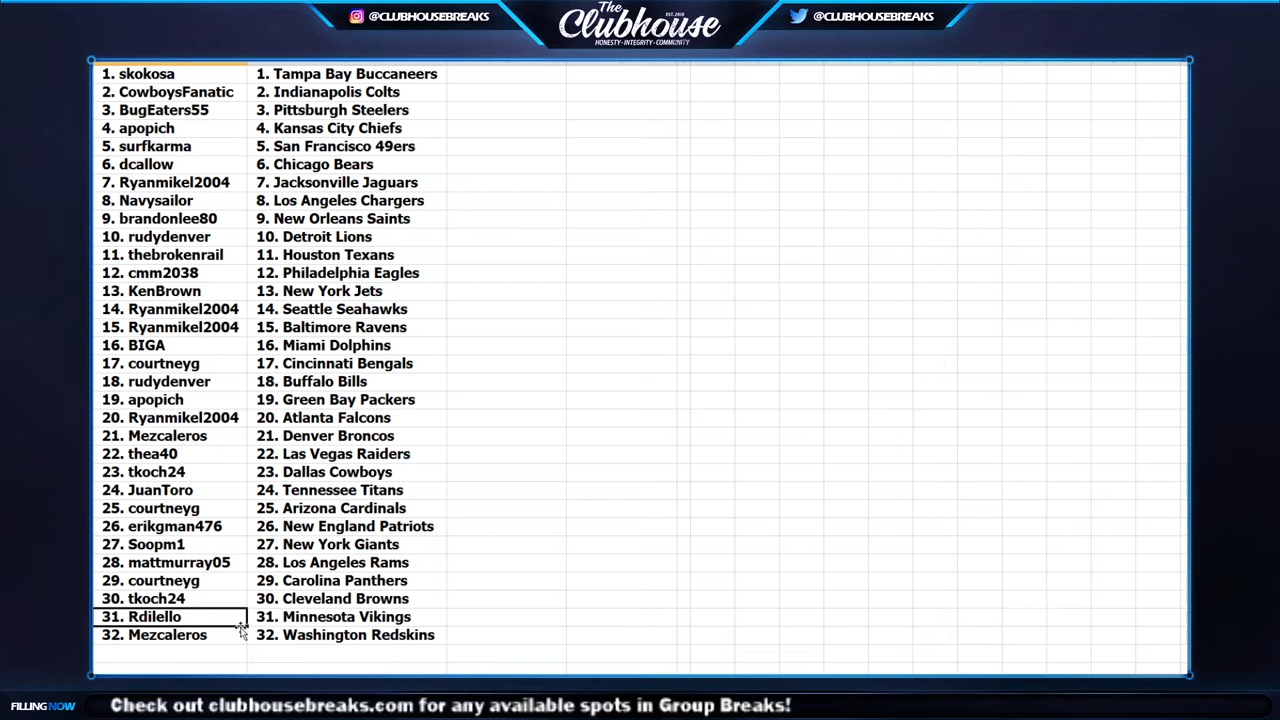 @CLUBHOUSEBREAKS
The Clubhouse
EST. 2010
HONESTY • INTEGRITY • COMMUNITY
@CLUBHOUSEBREAKS
1. skokosa 1. Tampa Bay Buccaneers
2. CowboysFanatic 2. Indianapolis Colts
3. BugEaters55 3. Pittsburgh Steelers
4. apopich 4. Kansas City Chiefs
5. surfkarma 5. San Francisco 49ers
6. dcallow 6. Chicago Bears
7. Ryanmikel2004 7. Jacksonville Jaguars
8. Navysailor 8. Los Angeles Chargers
9. brandonlee80 9. New Orleans Saints
10. rudydenver 10. Detroit Lions
11. thebrokenrail 11. Houston Texans
12. cmm2038 12. Philadelphia Eagles
13. KenBrown 13. New York Jets
14. Ryanmikel2004 14. Seattle Seahawks
15. Ryanmikel2004 15. Baltimore Ravens
16. BIGA 16. Miami Dolphins
17. courtneyg 17. Cincinnati Bengals
18. rudydenver 18. Buffalo Bills
19. apopich 19. Green Bay Packers
20. Ryanmikel2004 20. Atlanta Falcons
21. Mezcaleros 21. Denver Broncos
22. thea40 22. Las Vegas Raiders
23. tkoch24 23. Dallas Cowboys
24. JuanToro 24. Tennessee Titans
25. courtneyg 25. Arizona Cardinals
26. erikgman476 26. New England Patriots
27. Soopm1 27. New York Giants
28. mattmurray05 28. Los Angeles Rams
29. courtneyg 29. Carolina Panthers
30. tkoch24 30. Cleveland Browns
31. Rdilello 31. Minnesota Vikings
32. Mezcaleros 32. Washington Redskins
FILLING NOW Check out clubhousebreaks.com for any available spots in Group Breaks!